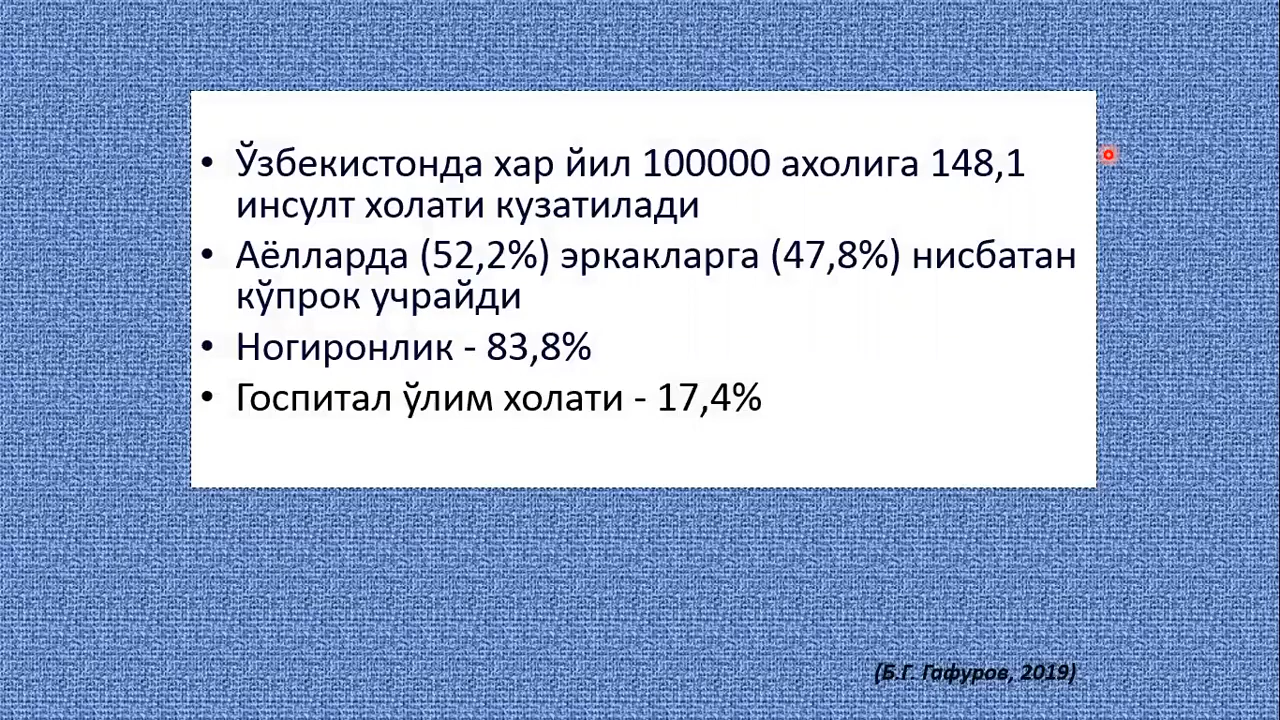 • Ўзбекистонда хар йил 100000 ахолига 148,1
инсулт холати кузатилади
• Аёлларда (52,2%) эркакларга (47,8%) нисбатан
кўпрок учрайди
• Ногиронлик - 83,8%
• Госпитал ўлим холати - 17,4%
(Б.Г. Гафуров, 2019)